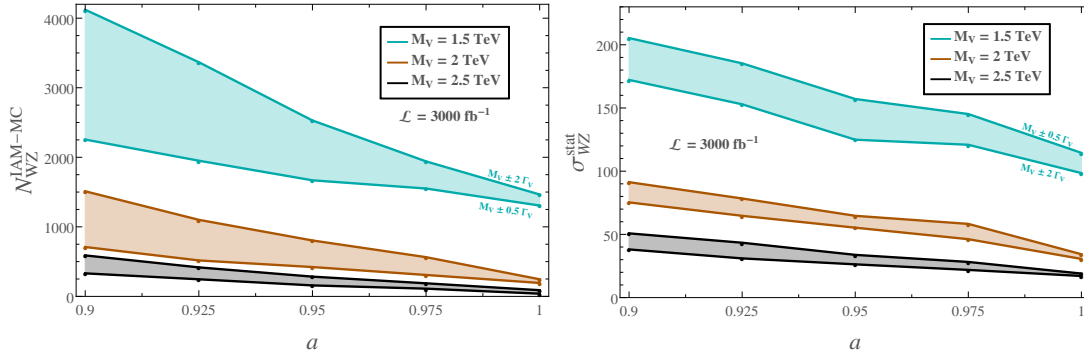 4000
3000
2000
1000
0
N_WZ^IAM-MC
M_V = 1.5 TeV
M_V = 2 TeV
M_V = 2.5 TeV
ℒ = 3000 fb⁻¹
M_V ± 2 Γ_V
M_V ± 0.5 Γ_V
0.9 0.925 0.95 0.975 1
a
200
150
100
50
0
σ_WZ^stat
M_V = 1.5 TeV
M_V = 2 TeV
M_V = 2.5 TeV
ℒ = 3000 fb⁻¹
M_V ± 0.5 Γ_V
M_V ± 2 Γ_V
0.9 0.925 0.95 0.975 1
a